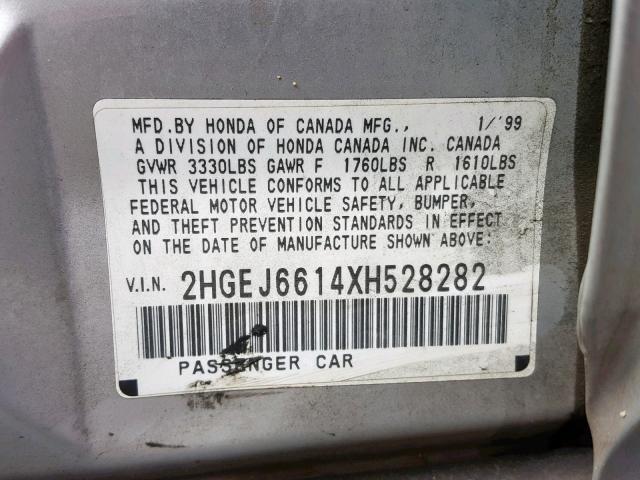 MFD.BY HONDA OF CANADA MFG., 1/'99
A DIVISION OF HONDA CANADA INC. CANADA
GVWR 3330LBS GAWR F 1760LBS R 1610LBS
THIS VEHICLE CONFORMS TO ALL APPLICABLE
FEDERAL MOTOR VEHICLE SAFETY, BUMPER,
AND THEFT PREVENTION STANDARDS IN EFFECT
ON THE DATE OF MANUFACTURE SHOWN ABOVE:
V.I.N. 2HGEJ6614XH528282
PASSENGER CAR